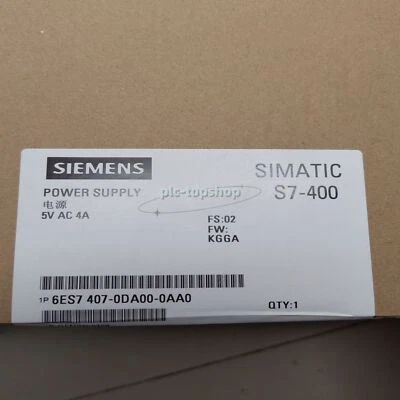 SIEMENS
SIMATIC
S7-400
plc-topshop
POWER SUPPLY
电源
5V AC 4A
FS:02
FW:
KGGA
1P 6ES7 407-0DA00-0AA0
QTY:1